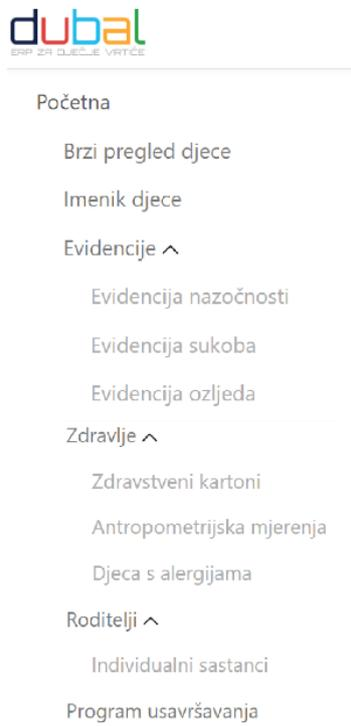 dubal
ERP ZA DJEČJE VRTIĆE
Početna
Brzi pregled djece
Imenik djece
Evidencije
Evidencija nazočnosti
Evidencija sukoba
Evidencija ozljeda
Zdravlje
Zdravstveni kartoni
Antropometrijska mjerenja
Djeca s alergijama
Roditelji
Individualni sastanci
Program usavršavanja